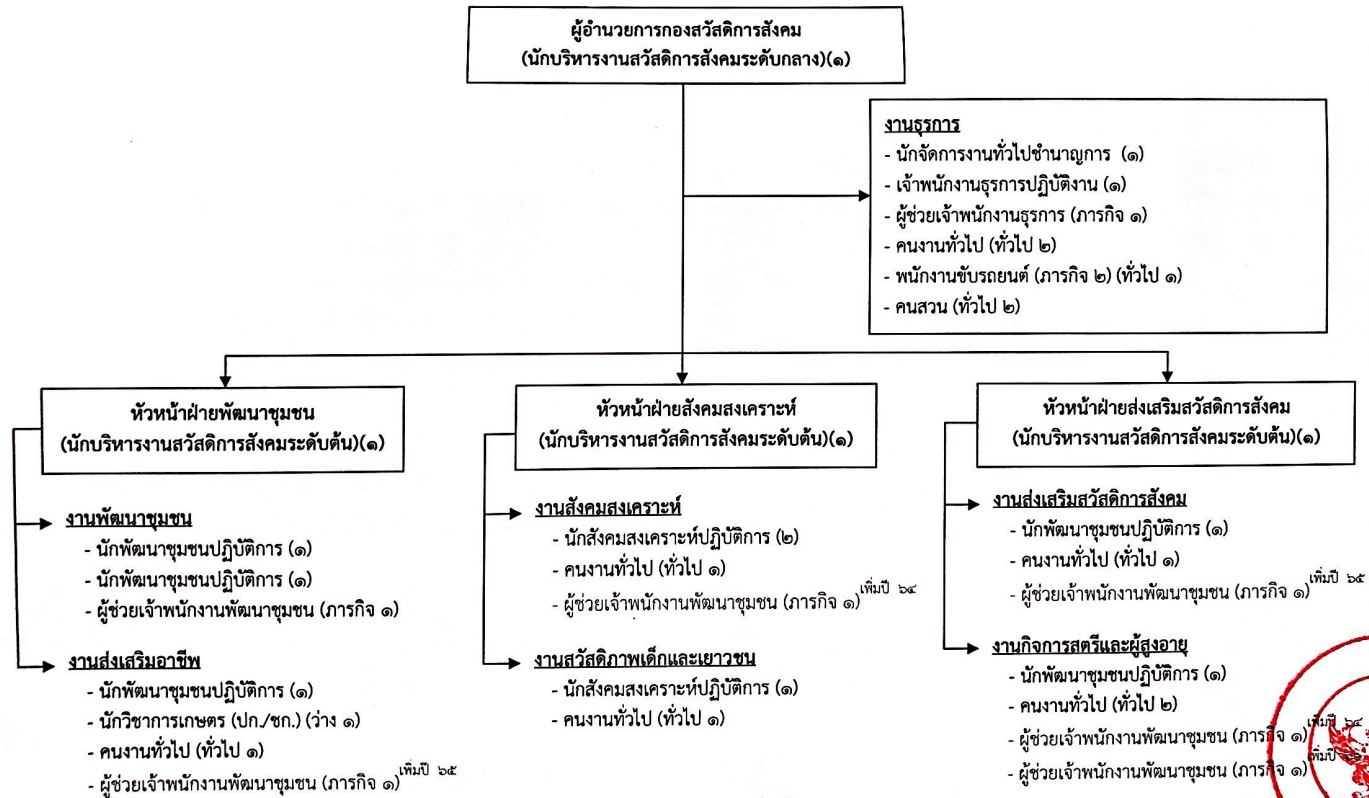 ผู้อำนวยการกองสวัสดิการสังคม
(นักบริหารงานสวัสดิการสังคมระดับกลาง)(๑)
งานธุรการ
- นักจัดการงานทั่วไปชำนาญการ (๑)
- เจ้าพนักงานธุรการปฏิบัติงาน (๑)
- ผู้ช่วยเจ้าพนักงานธุรการ (ภารกิจ ๑)
- คนงานทั่วไป (ทั่วไป ๒)
- พนักงานขับรถยนต์ (ภารกิจ ๒) (ทั่วไป ๑)
- คนสวน (ทั่วไป ๒)
หัวหน้าฝ่ายพัฒนาชุมชน
(นักบริหารงานสวัสดิการสังคมระดับต้น)(๑)
งานพัฒนาชุมชน
- นักพัฒนาชุมชนปฏิบัติการ (๑)
- นักพัฒนาชุมชนปฏิบัติการ (๑)
- ผู้ช่วยเจ้าพนักงานพัฒนาชุมชน (ภารกิจ ๑)
งานส่งเสริมอาชีพ
- นักพัฒนาชุมชนปฏิบัติการ (๑)
- นักวิชาการเกษตร (ปก./ชก.) (ว่าง ๑)
- คนงานทั่วไป (ทั่วไป ๑)
- ผู้ช่วยเจ้าพนักงานพัฒนาชุมชน (ภารกิจ ๑) เพิ่มปี ๖๕
หัวหน้าฝ่ายสังคมสงเคราะห์
(นักบริหารงานสวัสดิการสังคมระดับต้น)(๑)
งานสังคมสงเคราะห์
- นักสังคมสงเคราะห์ปฏิบัติการ (๒)
- คนงานทั่วไป (ทั่วไป ๑)
- ผู้ช่วยเจ้าพนักงานพัฒนาชุมชน (ภารกิจ ๑) เพิ่มปี ๖๔
งานสวัสดิภาพเด็กและเยาวชน
- นักสังคมสงเคราะห์ปฏิบัติการ (๑)
- คนงานทั่วไป (ทั่วไป ๑)
หัวหน้าฝ่ายส่งเสริมสวัสดิการสังคม
(นักบริหารงานสวัสดิการสังคมระดับต้น)(๑)
งานส่งเสริมสวัสดิการสังคม
- นักพัฒนาชุมชนปฏิบัติการ (๑)
- คนงานทั่วไป (ทั่วไป ๑)
- ผู้ช่วยเจ้าพนักงานพัฒนาชุมชน (ภารกิจ ๑) เพิ่มปี ๖๕
งานกิจการสตรีและผู้สูงอายุ
- นักพัฒนาชุมชนปฏิบัติการ (๑)
- คนงานทั่วไป (ทั่วไป ๒)
- ผู้ช่วยเจ้าพนักงานพัฒนาชุมชน (ภารกิจ ๑) เพิ่มปี ๖๔
- ผู้ช่วยเจ้าพนักงานพัฒนาชุมชน (ภารกิจ ๑) เพิ่มปี